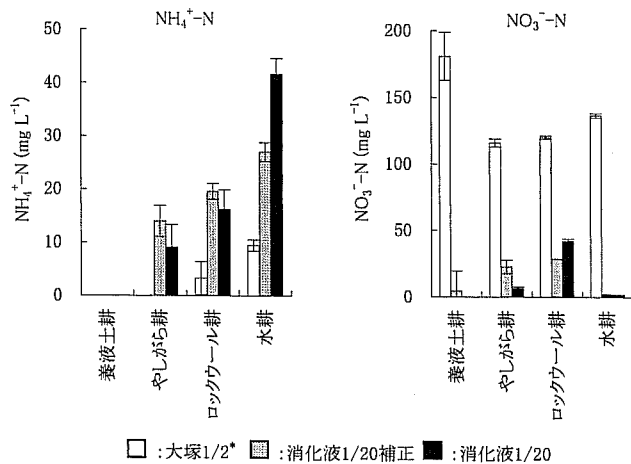 NH₄⁺-N
NO₃⁻-N
NH₄⁺-N (mg L⁻¹)
50
40
30
20
10
0
養液土耕
やしがら耕
ロックウール耕
水耕
NO₃⁻-N (mg L⁻¹)
200
150
100
50
0
養液土耕
やしがら耕
ロックウール耕
水耕
:大塚1/2* :消化液1/20補正 :消化液1/20